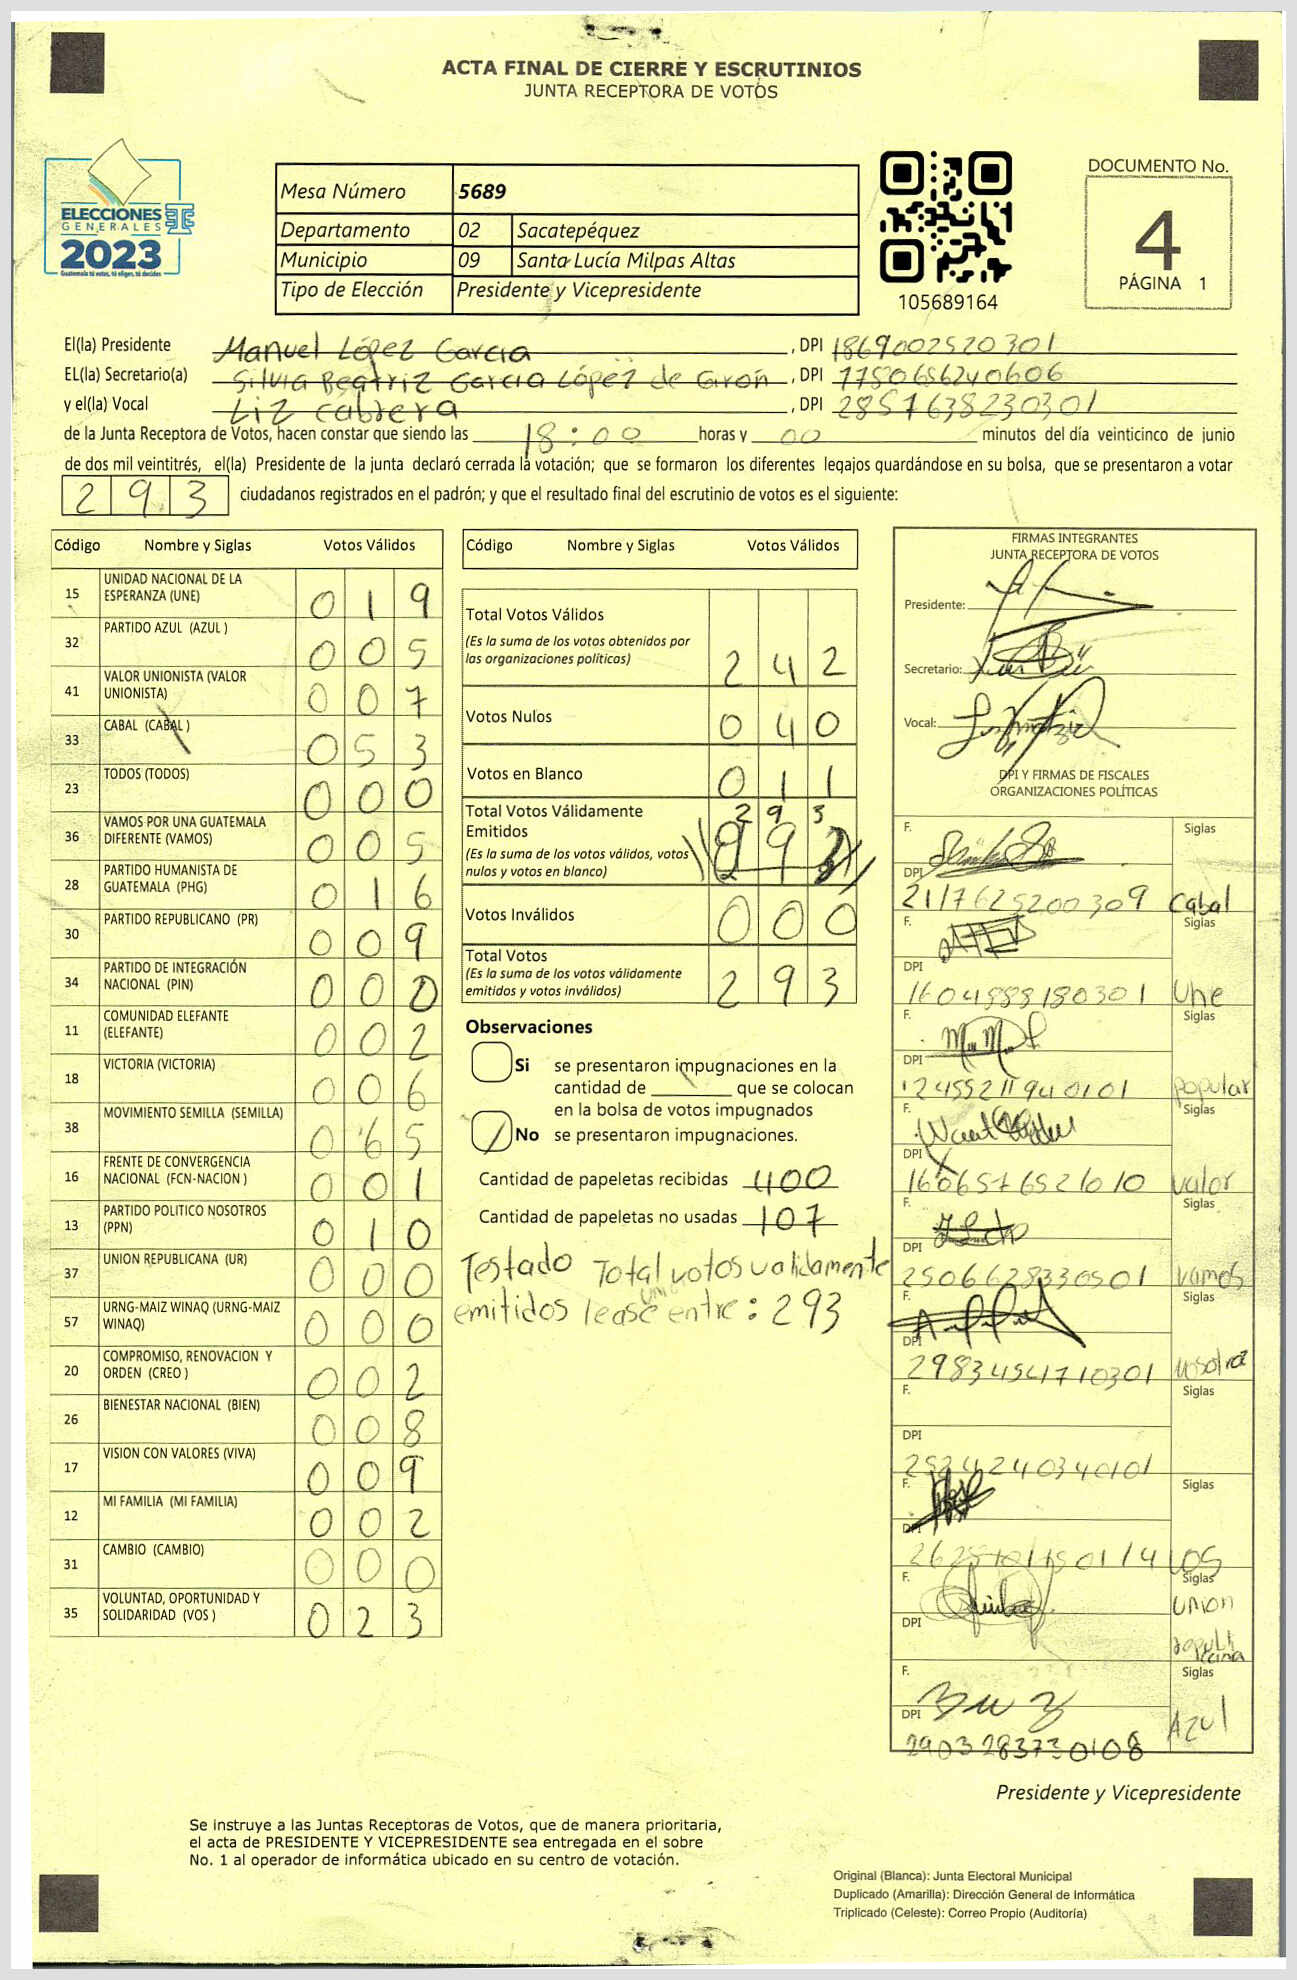 ACTA FINAL DE CIERRE Y ESCRUTINIOS
JUNTA RECEPTORA DE VOTOS
ELECCIONES
GENERALES
2023
Guatemala tú votas, tú eliges, tú decides
Mesa Número 5689
Departamento 02 Sacatepéquez
Municipio 09 Santa Lucía Milpas Altas
Tipo de Elección Presidente y Vicepresidente
105689164
DOCUMENTO No.
4
PÁGINA 1
El(la) Presidente Manuel López Garcia, DPI 1869002520301
EL(la) Secretario(a) Silvia Beatriz Garcia López de Girón, DPI 1750656240606
y el(la) Vocal Liz Cabrera, DPI 2857638230301
de la Junta Receptora de Votos, hacen constar que siendo las 18:00 horas y 00 minutos del día veinticinco de junio
de dos mil veintitrés, el(la) Presidente de la junta declaró cerrada la votación; que se formaron los diferentes legajos guardándose en su bolsa, que se presentaron a votar
293 ciudadanos registrados en el padrón; y que el resultado final del escrutinio de votos es el siguiente:
Código Nombre y Siglas Votos Válidos
15 UNIDAD NACIONAL DE LA ESPERANZA (UNE) 0 1 9
32 PARTIDO AZUL (AZUL ) 0 0 5
41 VALOR UNIONISTA (VALOR UNIONISTA) 0 0 7
33 CABAL (CABAL ) 0 5 3
23 TODOS (TODOS) 0 0 0
36 VAMOS POR UNA GUATEMALA DIFERENTE (VAMOS) 0 0 5
28 PARTIDO HUMANISTA DE GUATEMALA (PHG) 0 1 6
30 PARTIDO REPUBLICANO (PR) 0 0 9
34 PARTIDO DE INTEGRACIÓN NACIONAL (PIN) 0 0 0
11 COMUNIDAD ELEFANTE (ELEFANTE) 0 0 2
18 VICTORIA (VICTORIA) 0 0 6
38 MOVIMIENTO SEMILLA (SEMILLA) 0 6 5
16 FRENTE DE CONVERGENCIA NACIONAL (FCN-NACION ) 0 0 1
13 PARTIDO POLITICO NOSOTROS (PPN) 0 1 0
37 UNION REPUBLICANA (UR) 0 0 0
57 URNG-MAIZ WINAQ (URNG-MAIZ WINAQ) 0 0 0
20 COMPROMISO, RENOVACION Y ORDEN (CREO ) 0 0 2
26 BIENESTAR NACIONAL (BIEN) 0 0 8
17 VISION CON VALORES (VIVA) 0 0 9
12 MI FAMILIA (MI FAMILIA) 0 0 2
31 CAMBIO (CAMBIO) 0 0 0
35 VOLUNTAD, OPORTUNIDAD Y SOLIDARIDAD (VOS ) 0 2 3
Código Nombre y Siglas Votos Válidos
Total Votos Válidos
(Es la suma de los votos obtenidos por
las organizaciones políticas) 2 4 2
Votos Nulos 0 4 0
Votos en Blanco 0 1 1
Total Votos Válidamente 2 9 3
Emitidos
(Es la suma de los votos válidos, votos
nulos y votos en blanco)
Votos Inválidos 0 0 0
Total Votos
(Es la suma de los votos válidamente
emitidos y votos inválidos) 2 9 3
Observaciones
Si se presentaron impugnaciones en la
cantidad de ______ que se colocan
en la bolsa de votos impugnados
No se presentaron impugnaciones.
Cantidad de papeletas recibidas 400
Cantidad de papeletas no usadas 107
Testado Total votos validamente
emitidos lease entre: 293
FIRMAS INTEGRANTES
JUNTA RECEPTORA DE VOTOS
Presidente:
Secretario:
Vocal:
DPI Y FIRMAS DE FISCALES
ORGANIZACIONES POLÍTICAS
F. Siglas
DPI
2117625200309 Cabal
F. Siglas
DPI
1604888180301 Une
F. Siglas
DPI
1245521940101 popular
F. Siglas
DPI
1606576521010 valor
F. Siglas
DPI
2506628330501 vamos
F. Siglas
DPI
2983454710301
F. Siglas
DPI
2524240340101
F. Siglas
DPI
F. Siglas
DPI
union
F. Siglas
DPI
2903283730108 Azul
Presidente y Vicepresidente
Se instruye a las Juntas Receptoras de Votos, que de manera prioritaria,
el acta de PRESIDENTE Y VICEPRESIDENTE sea entregada en el sobre
No. 1 al operador de informática ubicado en su centro de votación.
Original (Blanca): Junta Electoral Municipal
Duplicado (Amarilla): Dirección General de Informática
Triplicado (Celeste): Correo Propio (Auditoría)